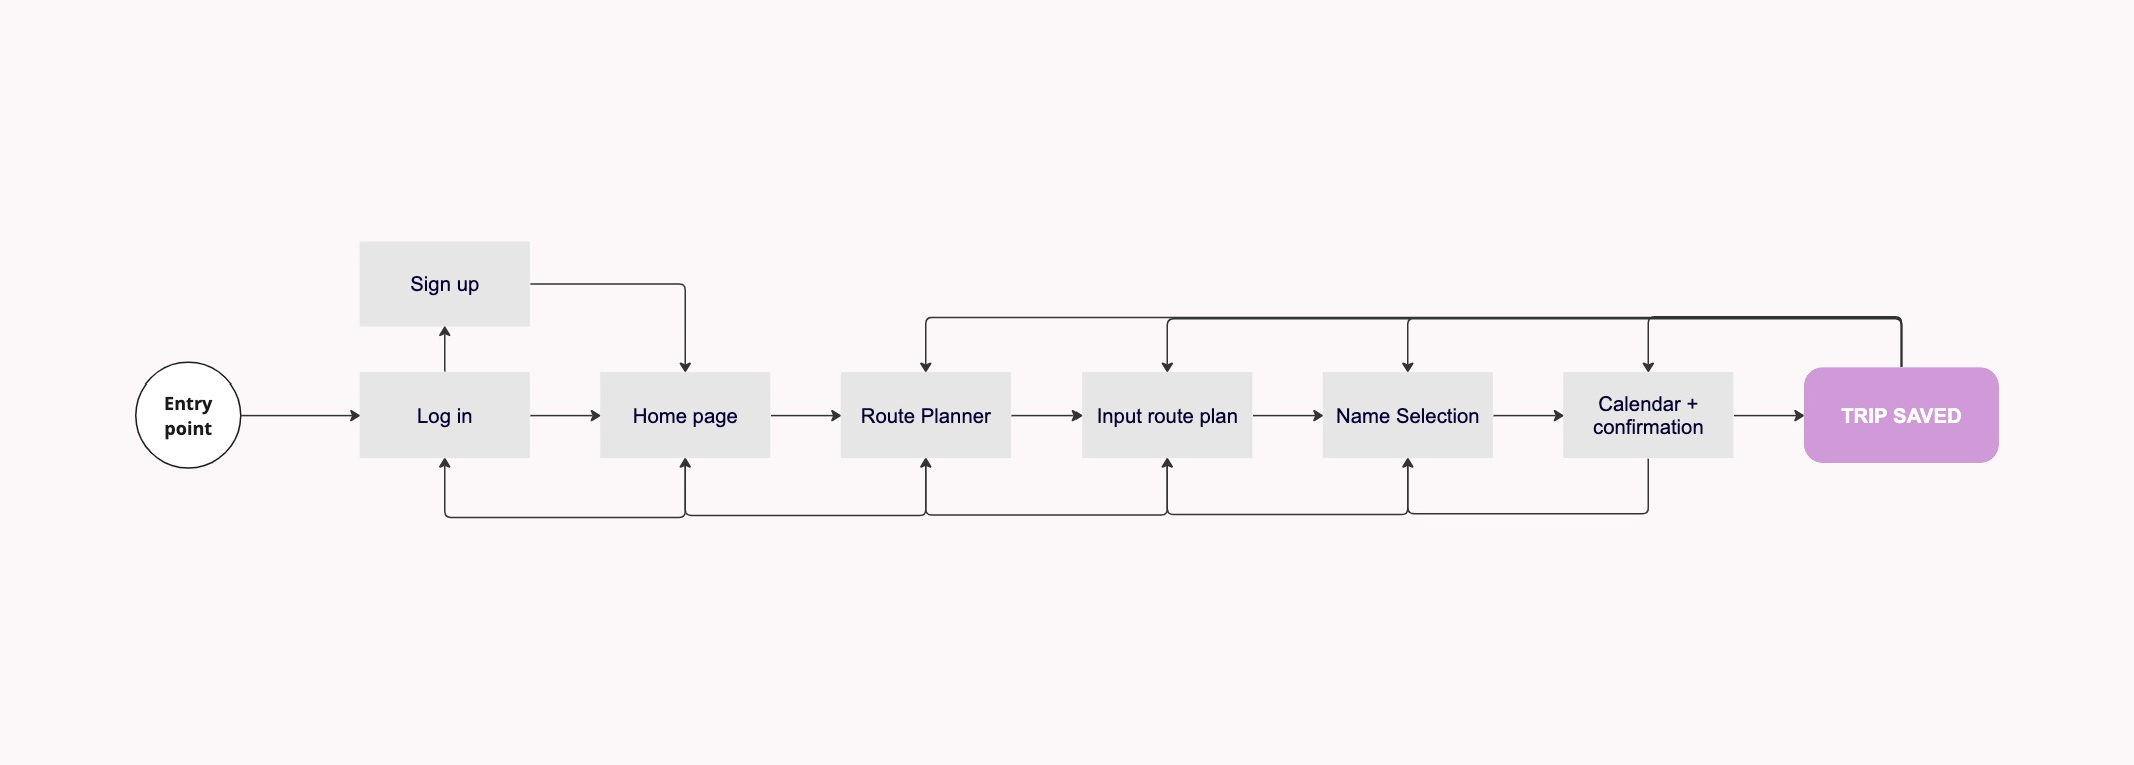 Sign up
Entry
point
Log in
Home page
Route Planner
Input route plan
Name Selection
Calendar +
confirmation
TRIP SAVED